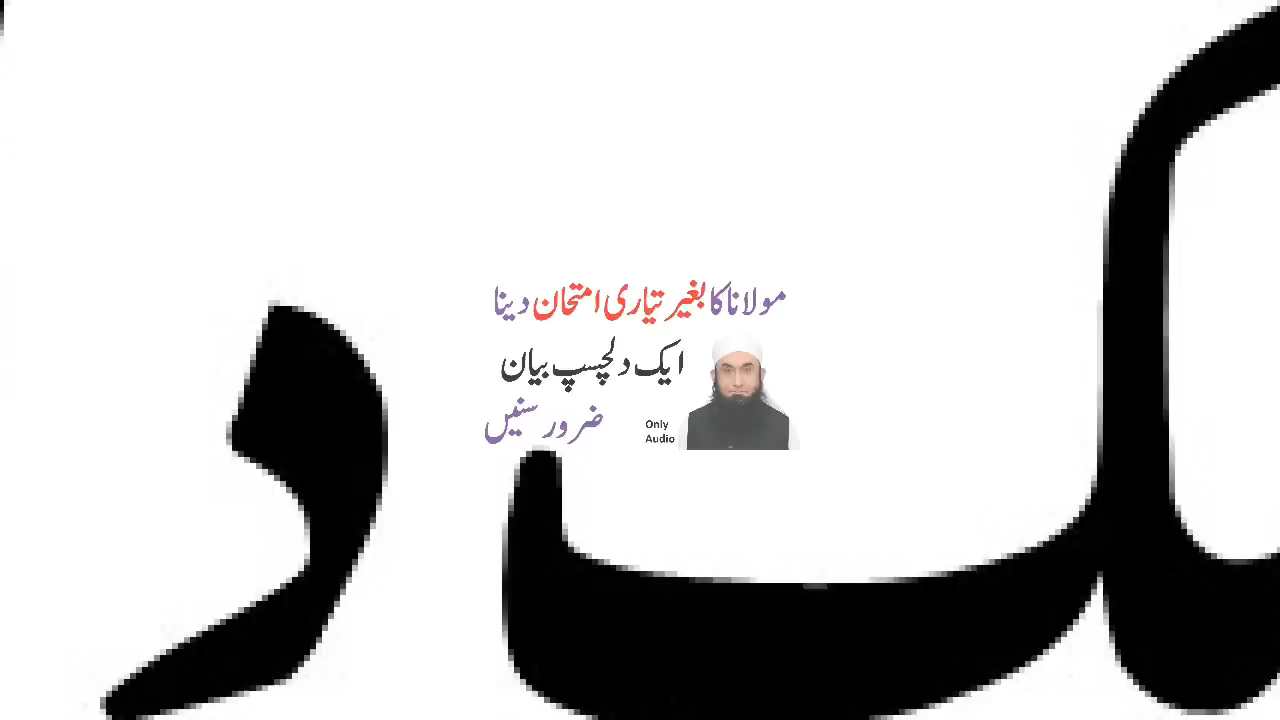 مولانا کا بغیر تیاری امتحان دینا
ایک دلچسپ بیان
ضرور سنیں
Only
Audio